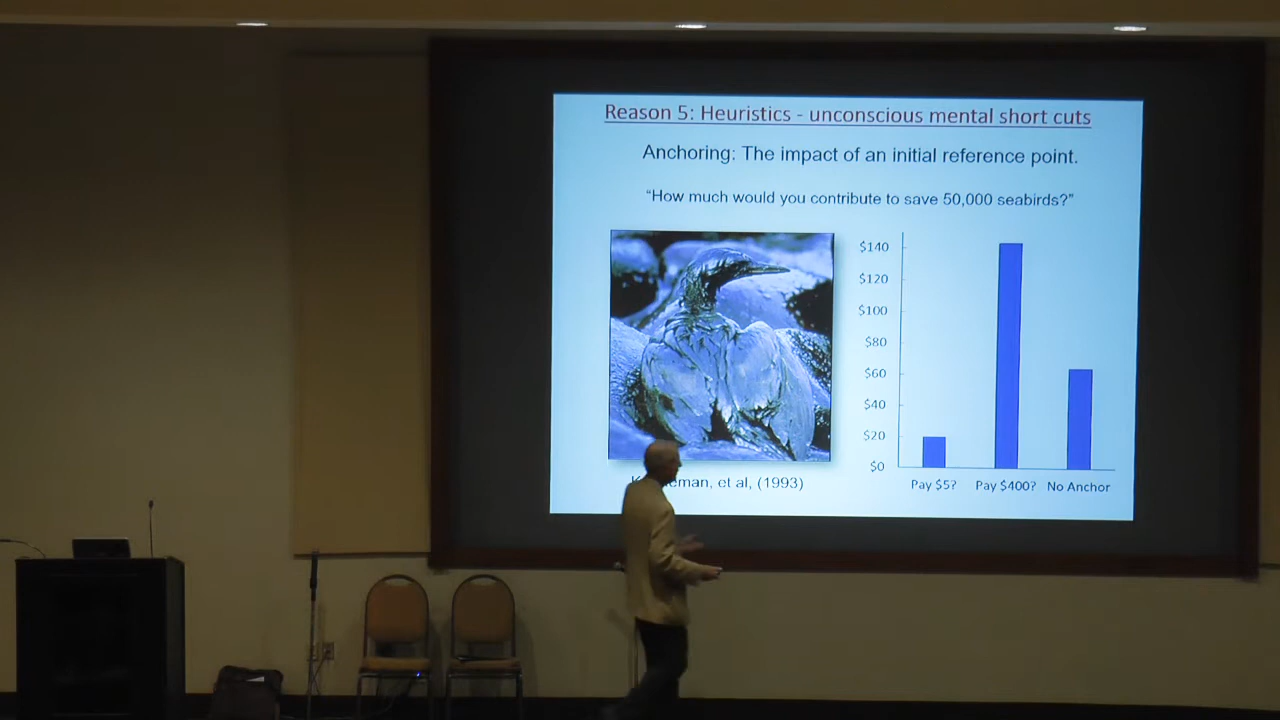 Reason 5: Heuristics - unconscious mental short cuts
Anchoring: The impact of an initial reference point.
"How much would you contribute to save 50,000 seabirds?"
$140
$120
$100
$80
$60
$40
$20
$0
Pay $5? Pay $400? No Anchor
et al, (1993)